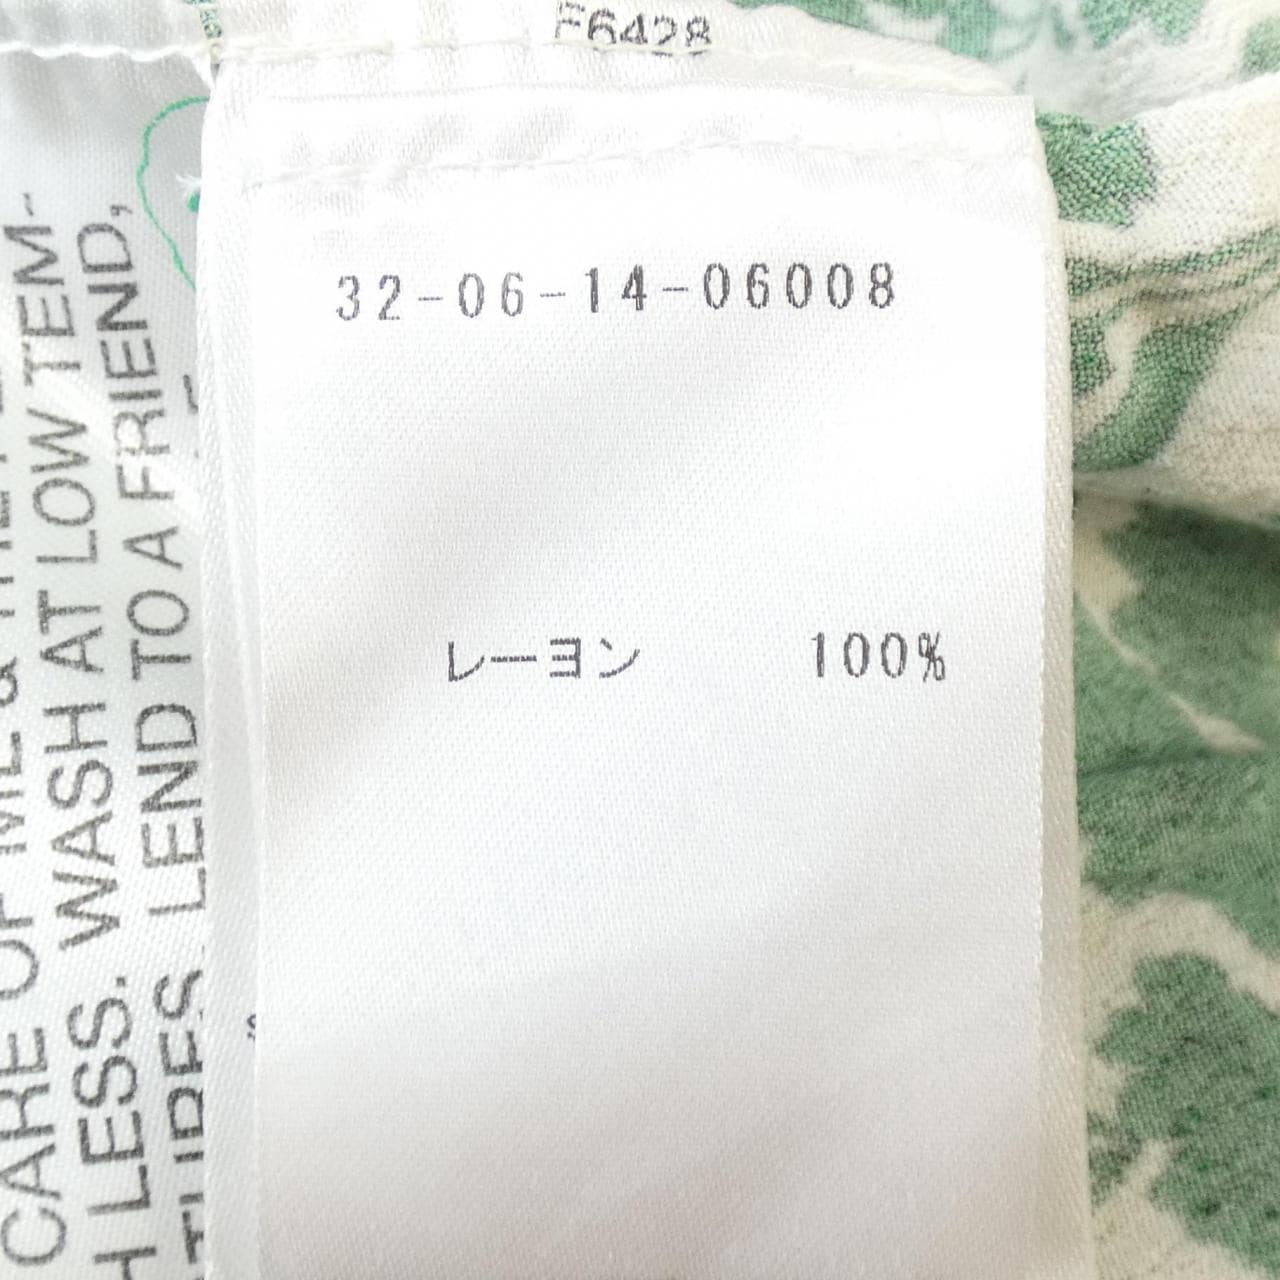 F6428
32-06-14-06008
レーヨン 100%
CARE OF ME & THE
LESS. WASH AT LOW TEM-
LEND TO A FRIEND,